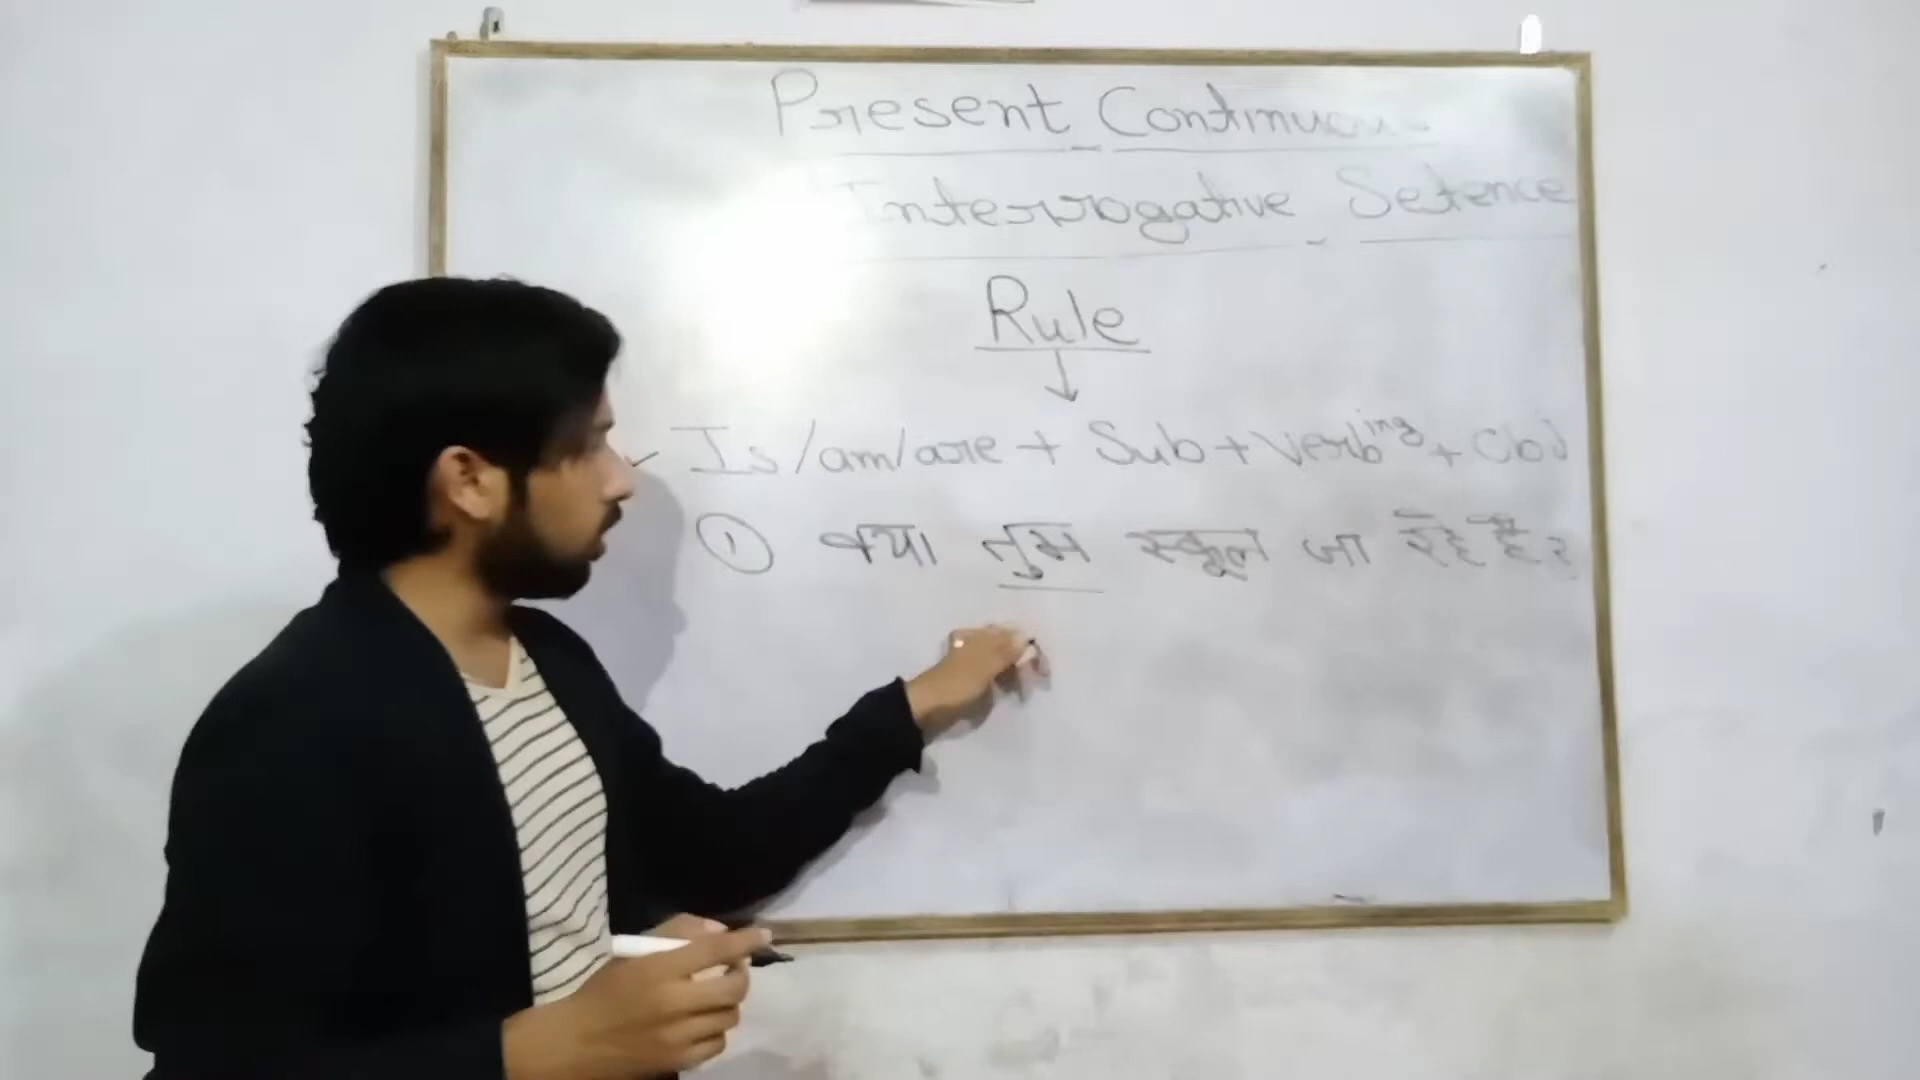 Present Continuous
Interrogative Setence
Rule
Is/am/are + Sub + Verb ing + Obj
① क्या तुम स्कूल जा रहे हैं ?